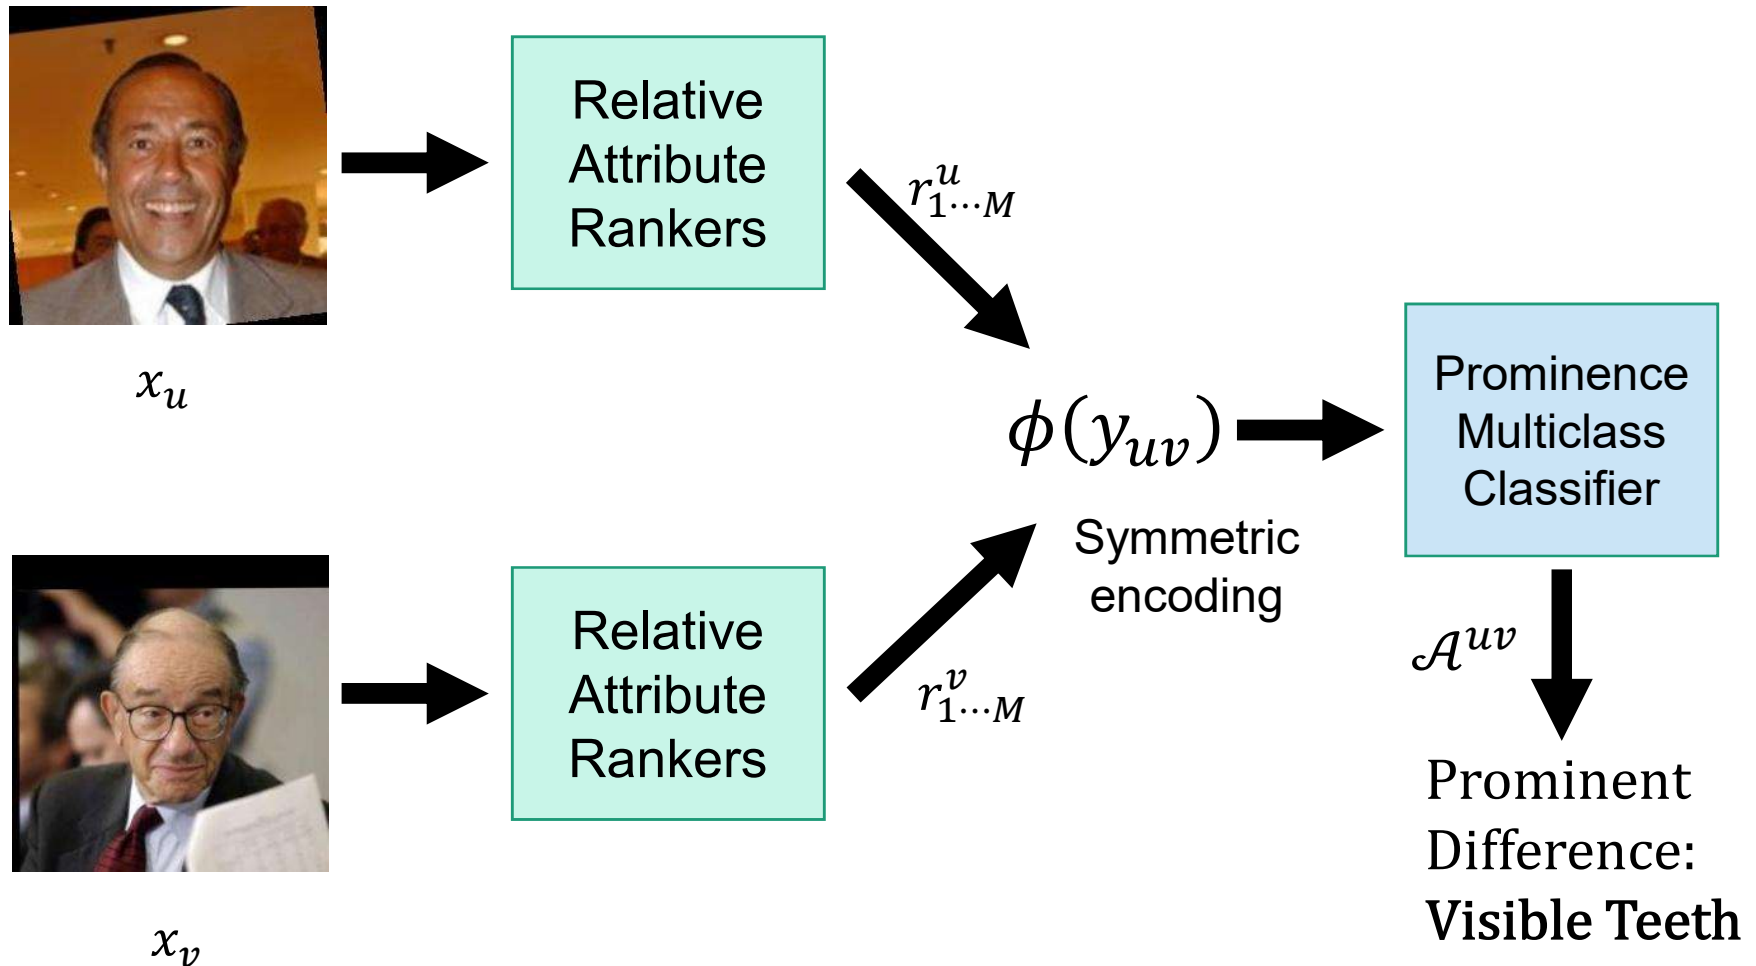 x_u
Relative
Attribute
Rankers
r^u_{1⋯M}
x_v
Relative
Attribute
Rankers
r^v_{1⋯M}
ϕ(y_{uv})
Symmetric
encoding
Prominence
Multiclass
Classifier
𝒜^{uv}
Prominent
Difference:
Visible Teeth